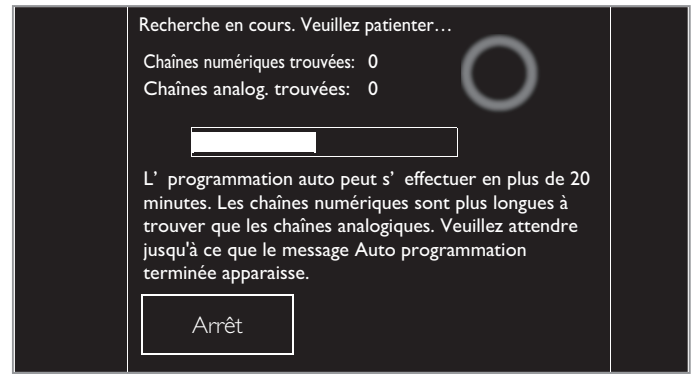 Recherche en cours. Veuillez patienter…
Chaînes numériques trouvées: 0
Chaînes analog. trouvées: 0
L’ programmation auto peut s’ effectuer en plus de 20
minutes. Les chaînes numériques sont plus longues à
trouver que les chaînes analogiques. Veuillez attendre
jusqu'à ce que le message Auto programmation
terminée apparaisse.
Arrêt